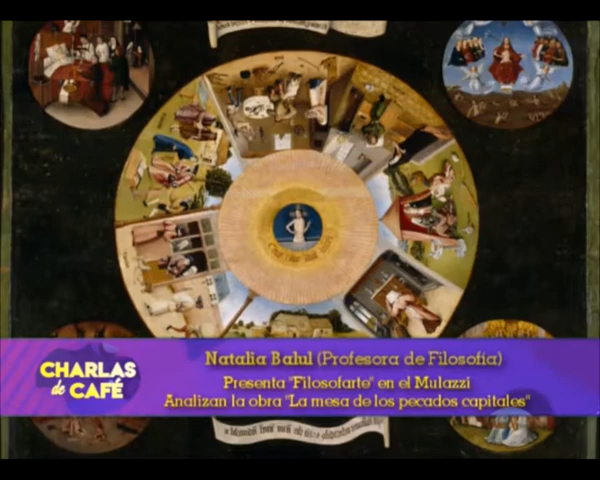 CHARLAS
de CAFÉ
Natalia Balul (Profesora de Filosofía)
Presenta "Filosofarte" en el Mulazzi
Analizan la obra "La mesa de los pecados capitales"